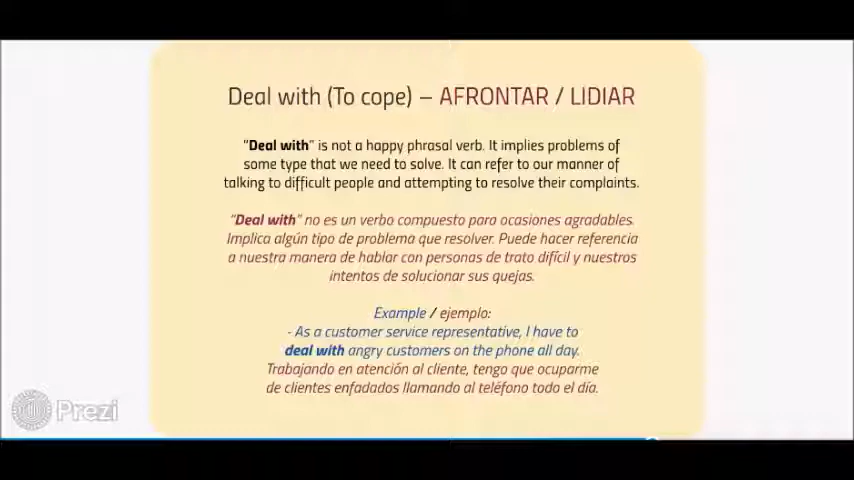 Deal with (To cope) – AFRONTAR / LIDIAR
"Deal with" is not a happy phrasal verb. It implies problems of
some type that we need to solve. It can refer to our manner of
talking to difficult people and attempting to resolve their complaints.
"Deal with" no es un verbo compuesto para ocasiones agradables.
Implica algún tipo de problema que resolver. Puede hacer referencia
a nuestra manera de hablar con personas de trato difícil y nuestros
intentos de solucionar sus quejas.
Example / ejemplo:
- As a customer service representative, I have to
deal with angry customers on the phone all day.
Trabajando en atención al cliente, tengo que ocuparme
de clientes enfadados llamando al teléfono todo el día.
Prezi